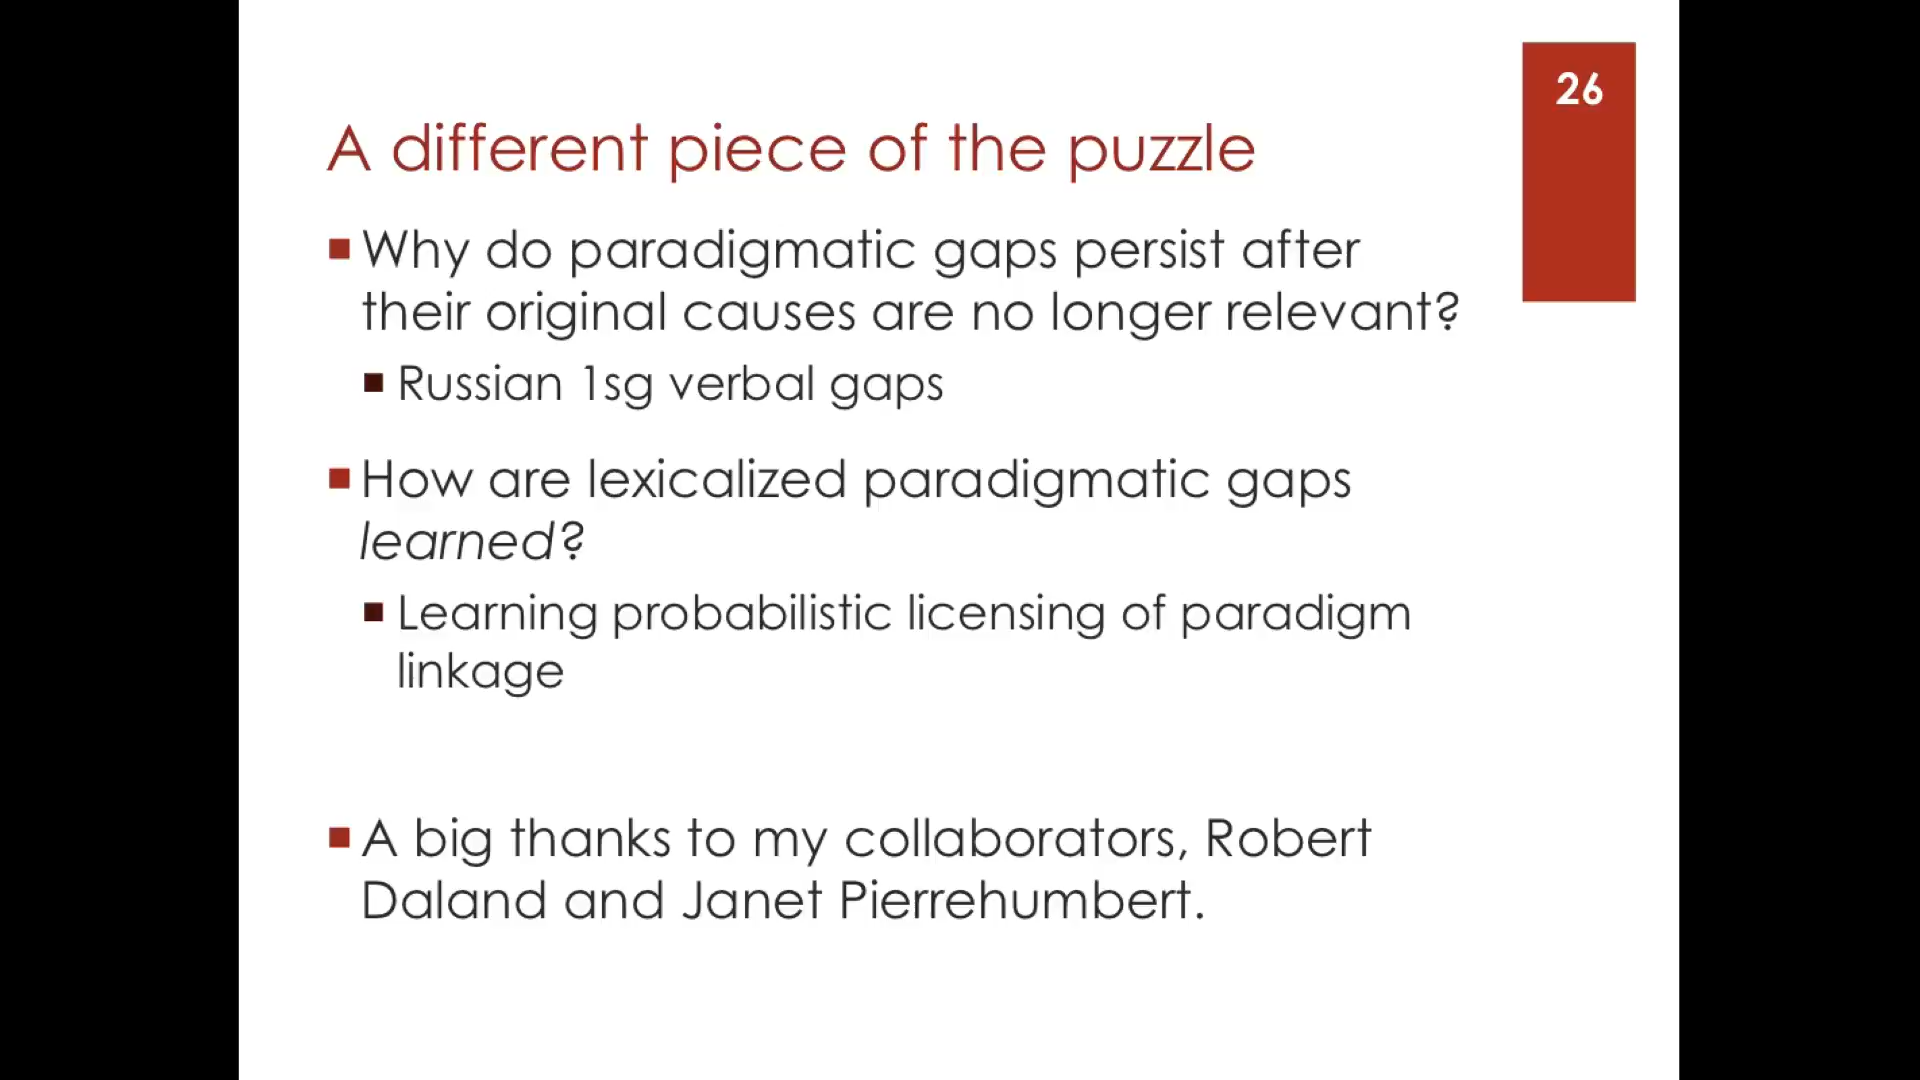 26
A different piece of the puzzle
Why do paradigmatic gaps persist after
their original causes are no longer relevant?
Russian 1sg verbal gaps
How are lexicalized paradigmatic gaps
learned?
Learning probabilistic licensing of paradigm
linkage
A big thanks to my collaborators, Robert
Daland and Janet Pierrehumbert.